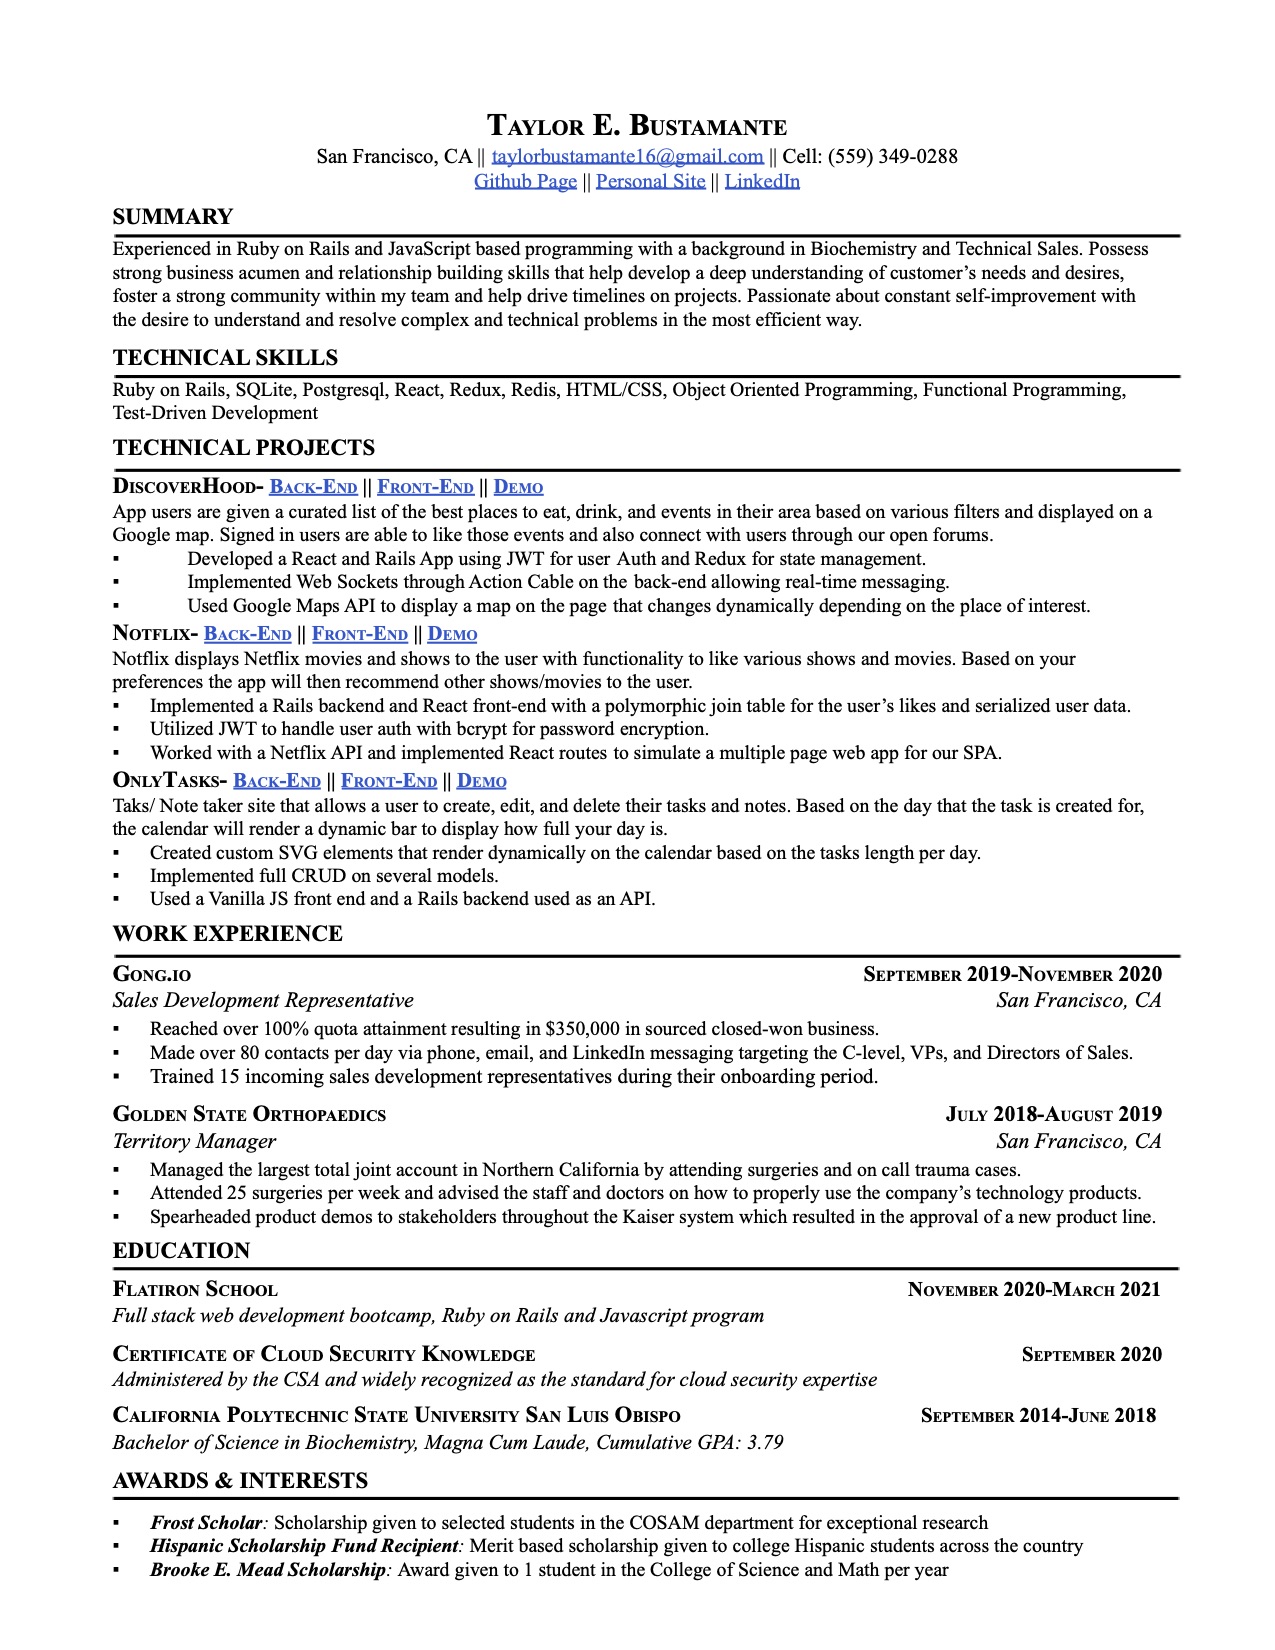 Taylor E. Bustamante
San Francisco, CA || taylorbustamante16@gmail.com || Cell: (559) 349-0288
Github Page || Personal Site || LinkedIn
SUMMARY
Experienced in Ruby on Rails and JavaScript based programming with a background in Biochemistry and Technical Sales. Possess
strong business acumen and relationship building skills that help develop a deep understanding of customer’s needs and desires,
foster a strong community within my team and help drive timelines on projects. Passionate about constant self-improvement with
the desire to understand and resolve complex and technical problems in the most efficient way.
TECHNICAL SKILLS
Ruby on Rails, SQLite, Postgresql, React, Redux, Redis, HTML/CSS, Object Oriented Programming, Functional Programming,
Test-Driven Development
TECHNICAL PROJECTS
DiscoverHood- Back-End || Front-End || Demo
App users are given a curated list of the best places to eat, drink, and events in their area based on various filters and displayed on a
Google map. Signed in users are able to like those events and also connect with users through our open forums.
▪ Developed a React and Rails App using JWT for user Auth and Redux for state management.
▪ Implemented Web Sockets through Action Cable on the back-end allowing real-time messaging.
▪ Used Google Maps API to display a map on the page that changes dynamically depending on the place of interest.
Notflix- Back-End || Front-End || Demo
Notflix displays Netflix movies and shows to the user with functionality to like various shows and movies. Based on your
preferences the app will then recommend other shows/movies to the user.
▪ Implemented a Rails backend and React front-end with a polymorphic join table for the user’s likes and serialized user data.
▪ Utilized JWT to handle user auth with bcrypt for password encryption.
▪ Worked with a Netflix API and implemented React routes to simulate a multiple page web app for our SPA.
OnlyTasks- Back-End || Front-End || Demo
Taks/ Note taker site that allows a user to create, edit, and delete their tasks and notes. Based on the day that the task is created for,
the calendar will render a dynamic bar to display how full your day is.
▪ Created custom SVG elements that render dynamically on the calendar based on the tasks length per day.
▪ Implemented full CRUD on several models.
▪ Used a Vanilla JS front end and a Rails backend used as an API.
WORK EXPERIENCE
Gong.io September 2019-November 2020
Sales Development Representative San Francisco, CA
▪ Reached over 100% quota attainment resulting in $350,000 in sourced closed-won business.
▪ Made over 80 contacts per day via phone, email, and LinkedIn messaging targeting the C-level, VPs, and Directors of Sales.
▪ Trained 15 incoming sales development representatives during their onboarding period.
Golden State Orthopaedics July 2018-August 2019
Territory Manager San Francisco, CA
▪ Managed the largest total joint account in Northern California by attending surgeries and on call trauma cases.
▪ Attended 25 surgeries per week and advised the staff and doctors on how to properly use the company’s technology products.
▪ Spearheaded product demos to stakeholders throughout the Kaiser system which resulted in the approval of a new product line.
EDUCATION
Flatiron School November 2020-March 2021
Full stack web development bootcamp, Ruby on Rails and Javascript program
Certificate of Cloud Security Knowledge September 2020
Administered by the CSA and widely recognized as the standard for cloud security expertise
California Polytechnic State University San Luis Obispo September 2014-June 2018
Bachelor of Science in Biochemistry, Magna Cum Laude, Cumulative GPA: 3.79
AWARDS & INTERESTS
▪ Frost Scholar: Scholarship given to selected students in the COSAM department for exceptional research
▪ Hispanic Scholarship Fund Recipient: Merit based scholarship given to college Hispanic students across the country
▪ Brooke E. Mead Scholarship: Award given to 1 student in the College of Science and Math per year